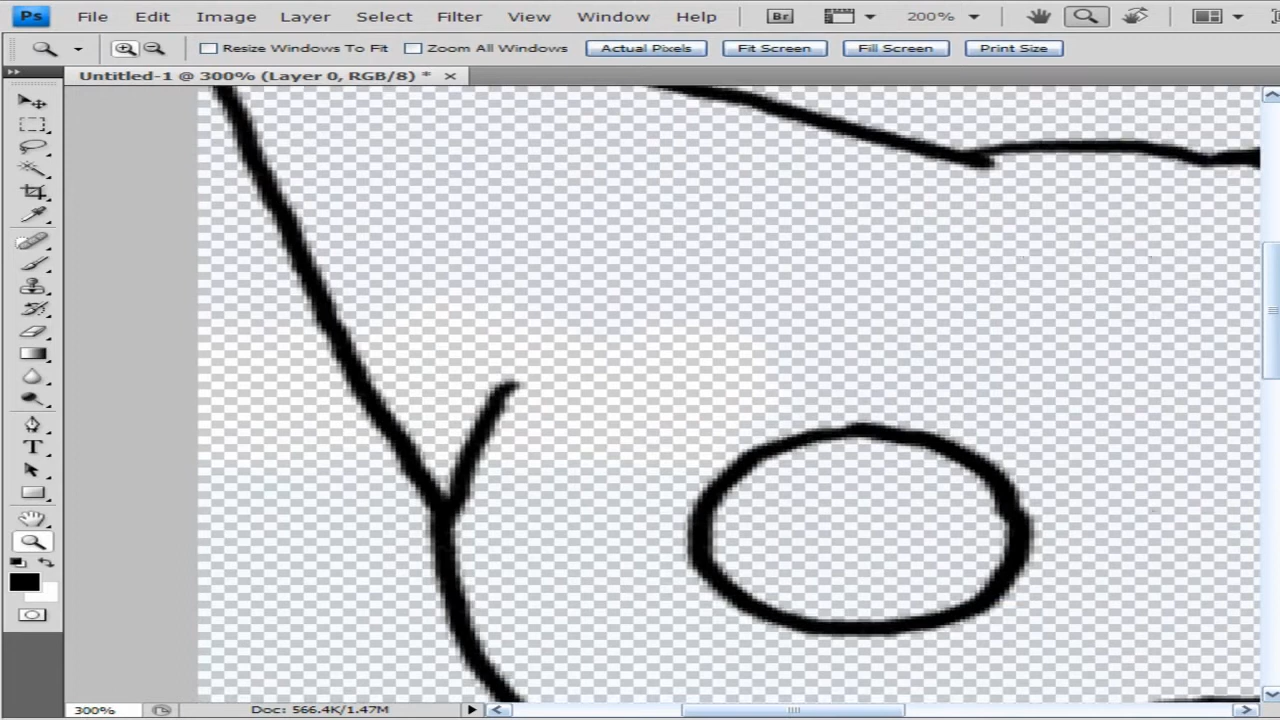 Ps File Edit Image Layer Select Filter View Window Help Br 200%
Resize Windows To Fit Zoom All Windows Actual Pixels Fit Screen Fill Screen Print Size
Untitled-1 @ 300% (Layer 0, RGB/8) *
T
300% Doc: 566.4K/1.47M